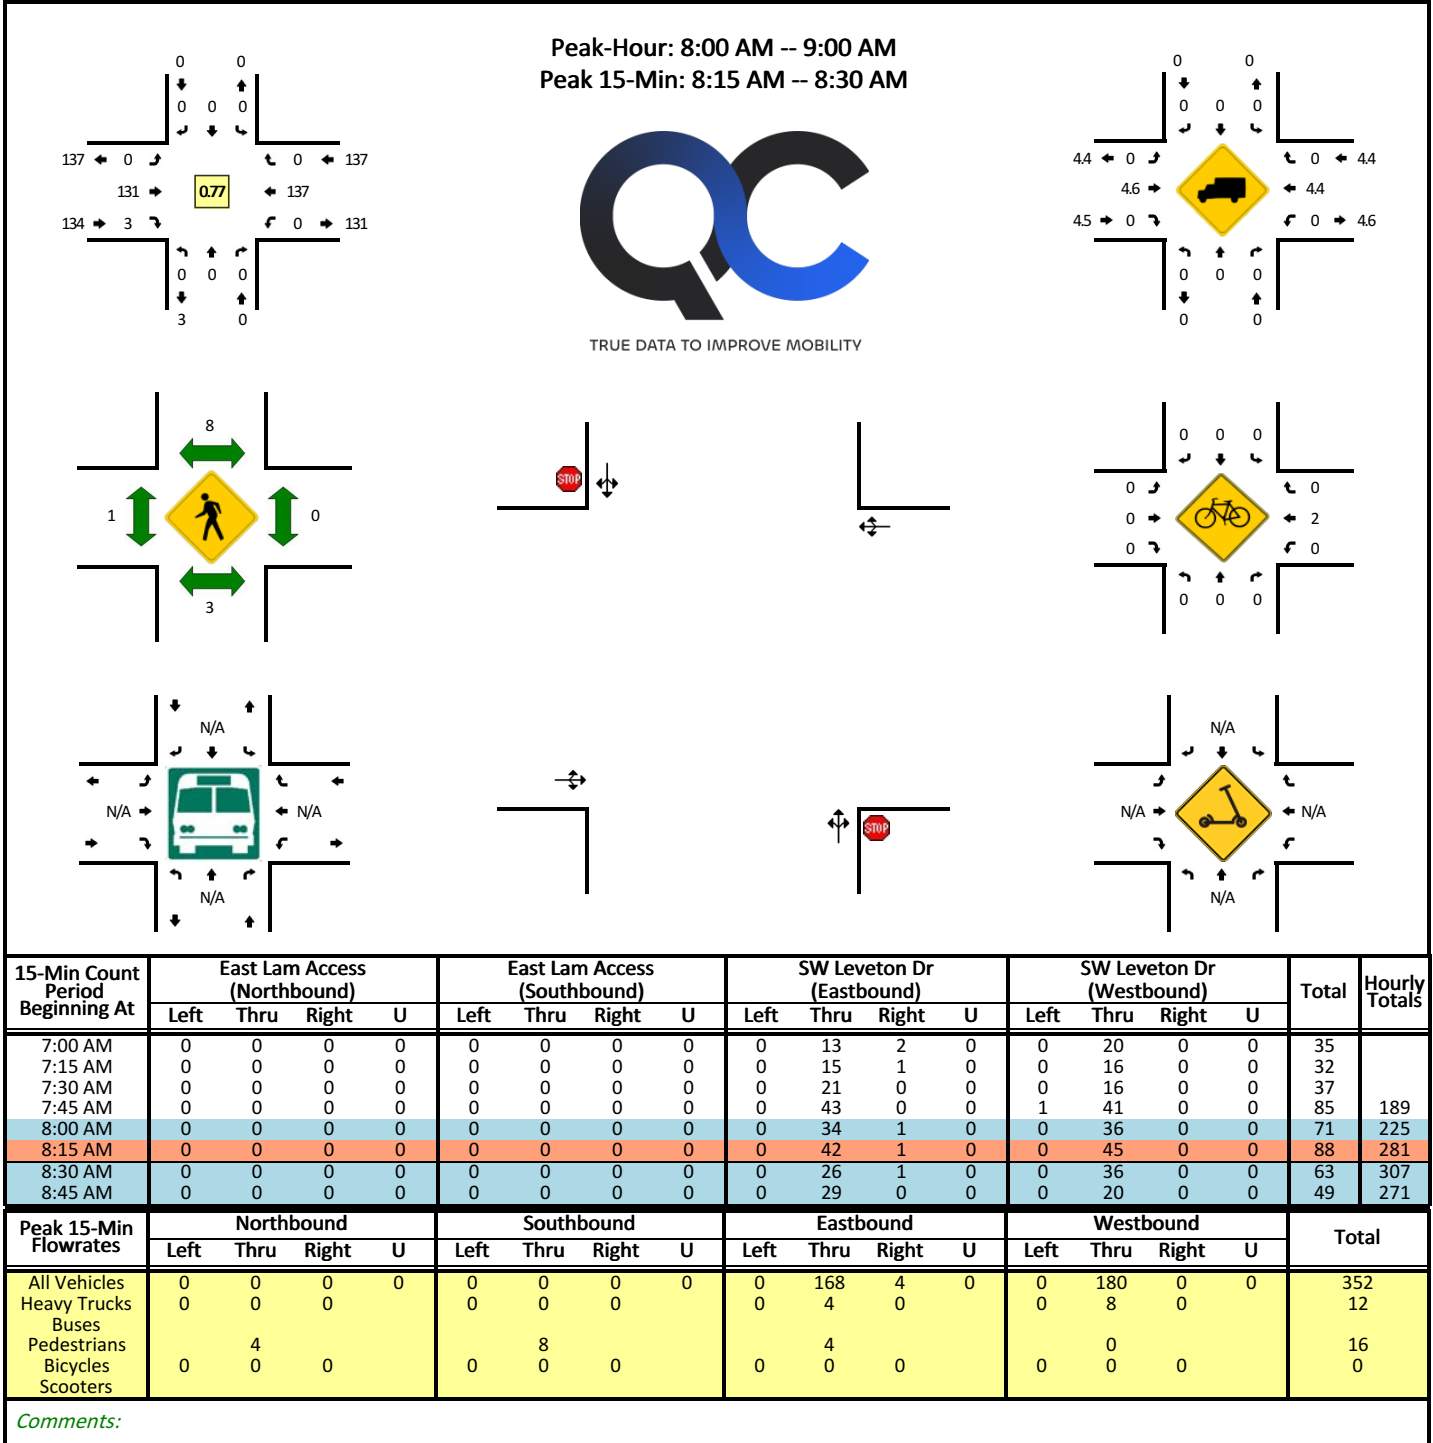 Peak-Hour: 8:00 AM -- 9:00 AM
Peak 15-Min: 8:15 AM -- 8:30 AM
0 0
0 0 0
137 0 0 137
131 0.77 137
134 3 0 131
0 0 0
3 0
QC
TRUE DATA TO IMPROVE MOBILITY
0 0
0 0 0
4.4 0 0 4.4
4.6 4.4
4.5 0 0 4.6
0 0 0
0 0
8
1 0
3
STOP
0 0 0
0 0
0 2
0 0
0 0 0
N/A
N/A N/A
N/A
STOP
N/A
N/A N/A
N/A
15-Min Count Period Beginning At East Lam Access (Northbound) East Lam Access (Southbound) SW Leveton Dr (Eastbound) SW Leveton Dr (Westbound) Total Hourly Totals
Left Thru Right U Left Thru Right U Left Thru Right U Left Thru Right U
7:00 AM 0 0 0 0 0 0 0 0 0 13 2 0 0 20 0 0 35
7:15 AM 0 0 0 0 0 0 0 0 0 15 1 0 0 16 0 0 32
7:30 AM 0 0 0 0 0 0 0 0 0 21 0 0 0 16 0 0 37
7:45 AM 0 0 0 0 0 0 0 0 0 43 0 0 1 41 0 0 85 189
8:00 AM 0 0 0 0 0 0 0 0 0 34 1 0 0 36 0 0 71 225
8:15 AM 0 0 0 0 0 0 0 0 0 42 1 0 0 45 0 0 88 281
8:30 AM 0 0 0 0 0 0 0 0 0 26 1 0 0 36 0 0 63 307
8:45 AM 0 0 0 0 0 0 0 0 0 29 0 0 0 20 0 0 49 271
Peak 15-Min Flowrates Northbound Southbound Eastbound Westbound Total
Left Thru Right U Left Thru Right U Left Thru Right U Left Thru Right U
All Vehicles 0 0 0 0 0 0 0 0 0 168 4 0 0 180 0 0 352
Heavy Trucks 0 0 0 0 0 0 0 4 0 0 8 0 12
Buses
Pedestrians 4 8 4 0 16
Bicycles 0 0 0 0 0 0 0 0 0 0 0 0 0
Scooters
Comments: